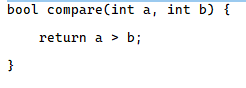 bool compare(int a, int b) {
    return a > b;
}